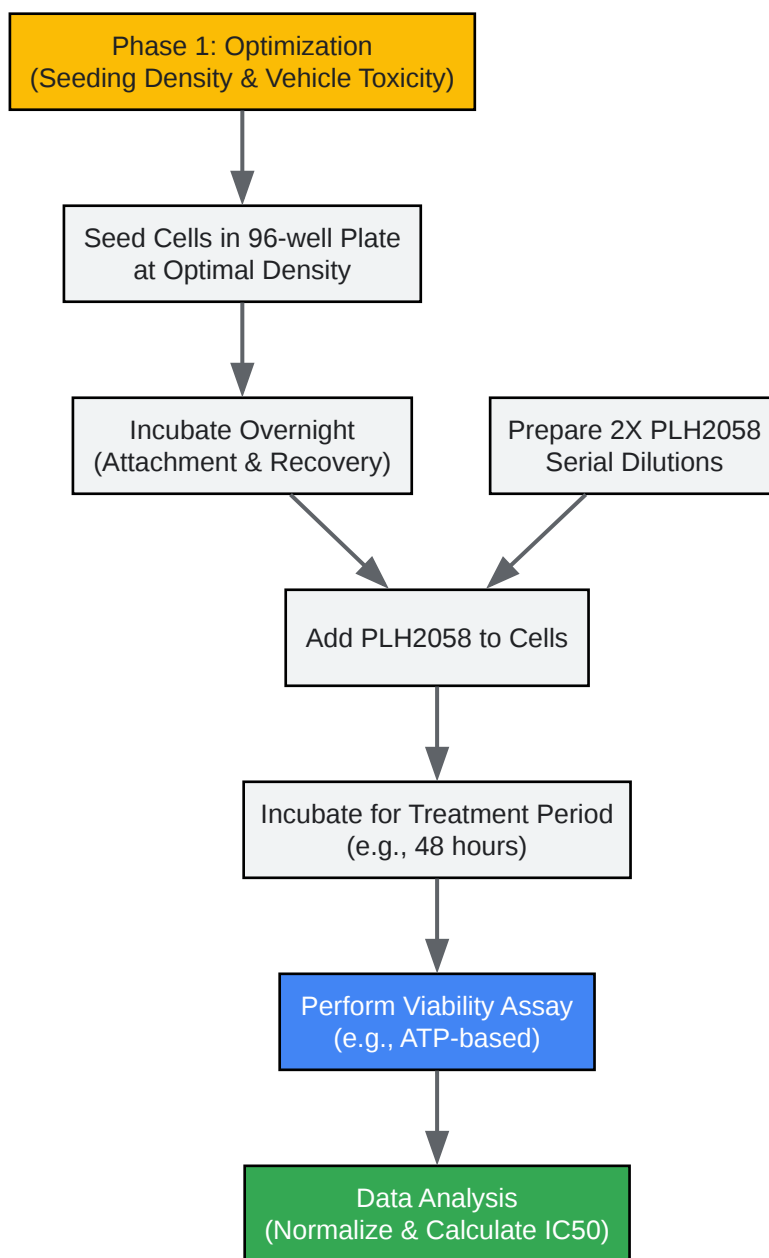 Phase 1: Optimization
(Seeding Density & Vehicle Toxicity)
Seed Cells in 96-well Plate
at Optimal Density
Incubate Overnight
(Attachment & Recovery)
Prepare 2X PLH2058
Serial Dilutions
Add PLH2058 to Cells
Incubate for Treatment Period
(e.g., 48 hours)
Perform Viability Assay
(e.g., ATP-based)
Data Analysis
(Normalize & Calculate IC50)